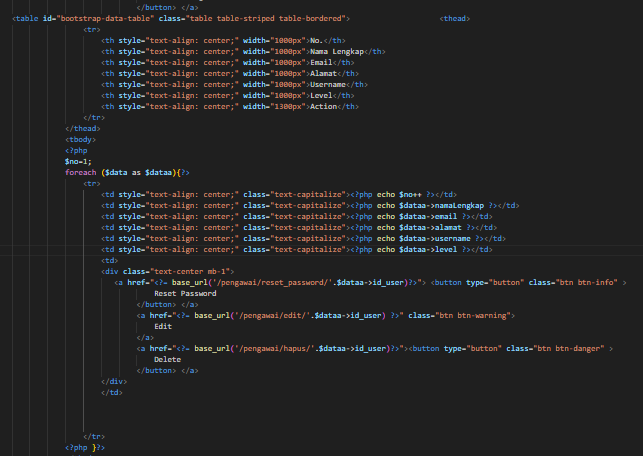 </button> </a>
<table id="bootstrap-data-table" class="table table-striped table-bordered"> <thead>
<tr>
<th style="text-align: center;" width="1000px">No.</th>
<th style="text-align: center;" width="1000px">Nama Lengkap</th>
<th style="text-align: center;" width="1000px">Email</th>
<th style="text-align: center;" width="1000px">Alamat</th>
<th style="text-align: center;" width="1000px">Username</th>
<th style="text-align: center;" width="1000px">Level</th>
<th style="text-align: center;" width="1300px">Action</th>
</tr>
</thead>
<tbody>
<?php
$no=1;
foreach ($data as $dataa){?>
<tr>
<td style="text-align: center;" class="text-capitalize"><?php echo $no++ ?></td>
<td style="text-align: center;" class="text-capitalize"><?php echo $dataa->namaLengkap ?></td>
<td style="text-align: center;" class="text-capitalize"><?php echo $dataa->email ?></td>
<td style="text-align: center;" class="text-capitalize"><?php echo $dataa->alamat ?></td>
<td style="text-align: center;" class="text-capitalize"><?php echo $dataa->username ?></td>
<td style="text-align: center;" class="text-capitalize"><?php echo $dataa->level ?></td>
<td>
<div class="text-center mb-1">
<a href="<?= base_url('/pengawai/reset_password/'.$dataa->id_user)?>"> <button type="button" class="btn btn-info" >
Reset Password
</button> </a>
<a href="<?= base_url('/pengawai/edit/'.$dataa->id_user) ?>" class="btn btn-warning">
Edit
</a>
<a href="<?= base_url('/pengawai/hapus/'.$dataa->id_user)?>"><button type="button" class="btn btn-danger" >
Delete
</button> </a>
</div>
</td>
</tr>
<?php }?>